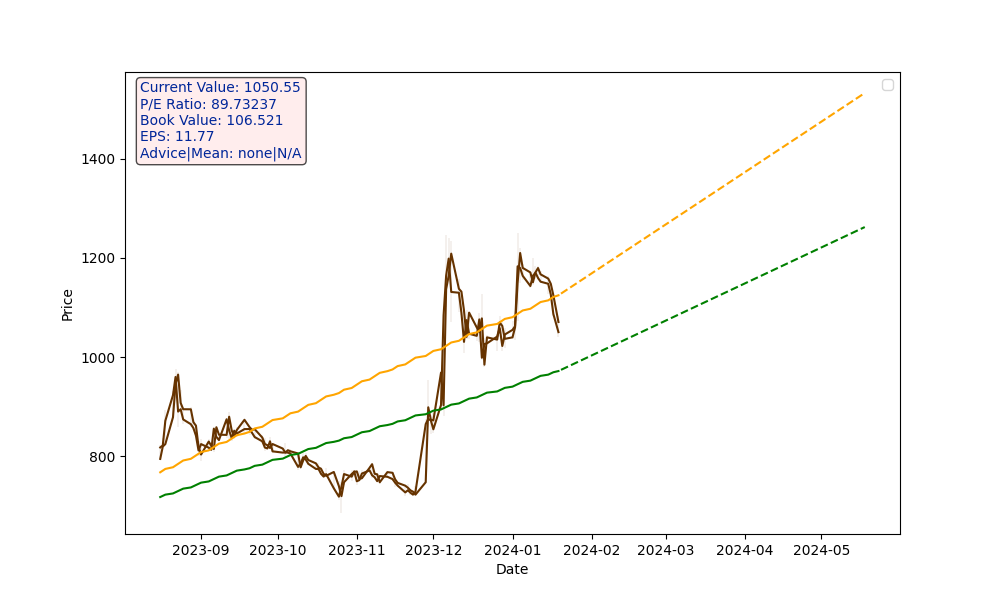 Current Value: 1050.55
P/E Ratio: 89.73237
Book Value: 106.521
EPS: 11.77
Advice|Mean: none|N/A
1400
1200
1000
800
Price
2023-09 2023-10 2023-11 2023-12 2024-01 2024-02 2024-03 2024-04 2024-05
Date